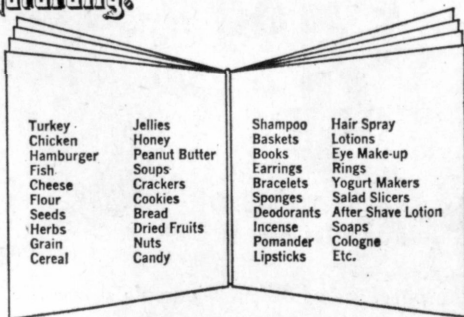 Turkey
Chicken
Hamburger
Fish
Cheese
Flour
Seeds
Herbs
Grain
Cereal
Jellies
Honey
Peanut Butter
Soups
Crackers
Cookies
Bread
Dried Fruits
Nuts
Candy
Shampoo
Baskets
Books
Earrings
Bracelets
Sponges
Deodorants
Incense
Pomander
Lipsticks
Hair Spray
Lotions
Eye Make-up
Rings
Yogurt Makers
Salad Slicers
After Shave Lotion
Soaps
Cologne
Etc.